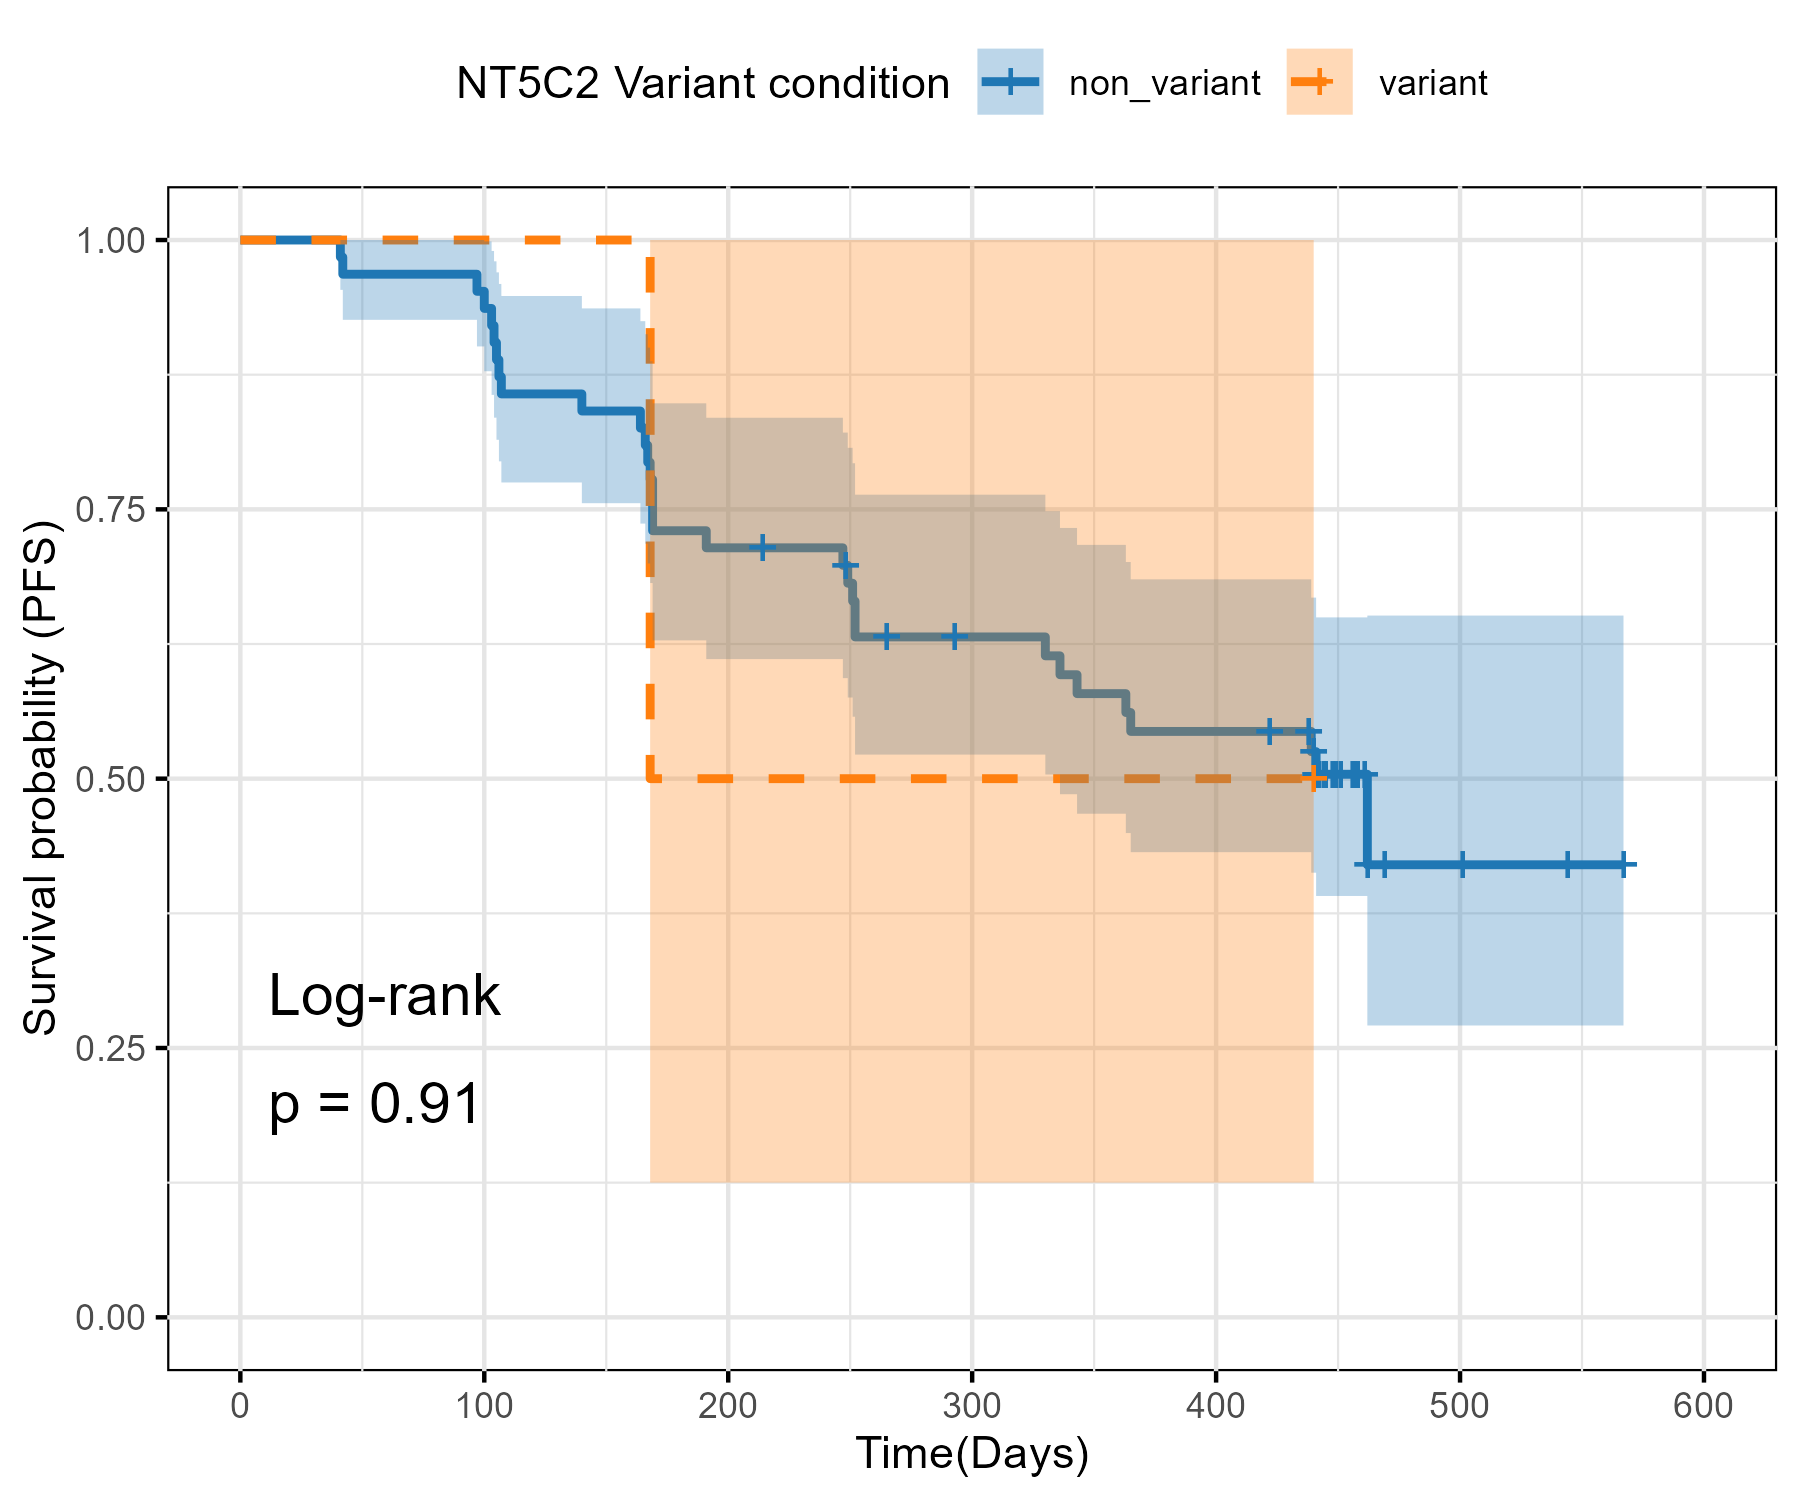 NT5C2 Variant condition non_variant variant
Survival probability (PFS)
1.00
0.75
0.50
0.25
0.00
Log-rank
p = 0.91
0 100 200 300 400 500 600
Time(Days)